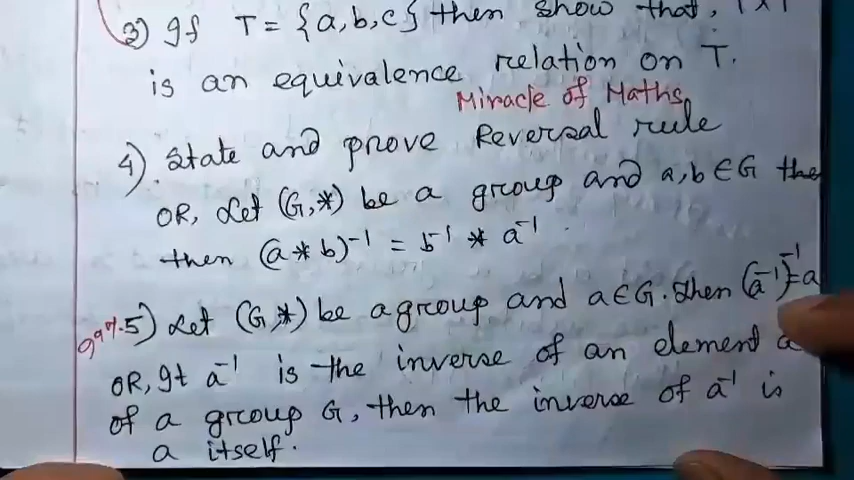 3) If T = {a,b,c} then show that, T×T
is an equivalence relation on T.
Miracle of Maths
4). State and prove Reversal rule
OR, Let (G,*) be a group and a,b ∈ G the
then (a * b)⁻¹ = b⁻¹ * a⁻¹.
99%.5) Let (G,*) be a group and a∈G. Then (a⁻¹)⁻¹=a
OR, If a⁻¹ is the inverse of an element a
of a group G, then the inverse of a⁻¹ is
a itself.